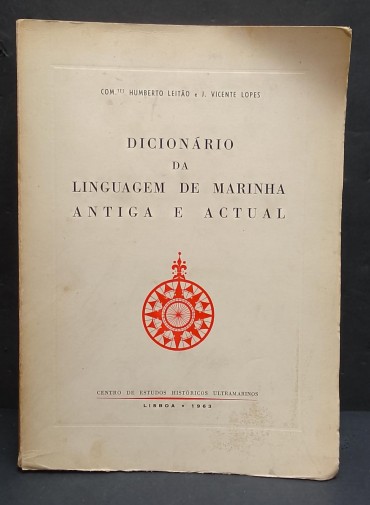 COM.TES HUMBERTO LEITÃO e J. VICENTE LOPES
DICIONÁRIO
DA
LINGUAGEM DE MARINHA
ANTIGA E ACTUAL
CENTRO DE ESTUDOS HISTÓRICOS ULTRAMARINOS
LISBOA • 1963